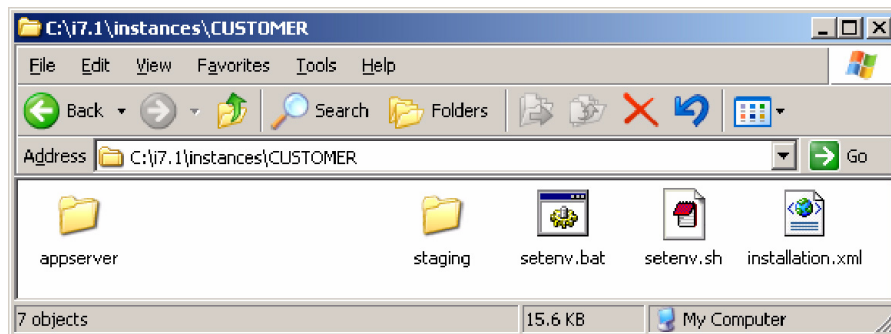 C:\i7.1\instances\CUSTOMER
File Edit View Favorites Tools Help
Back Search Folders
Address C:\i7.1\instances\CUSTOMER Go
appserver staging setenv.bat setenv.sh installation.xml
7 objects 15.6 KB My Computer